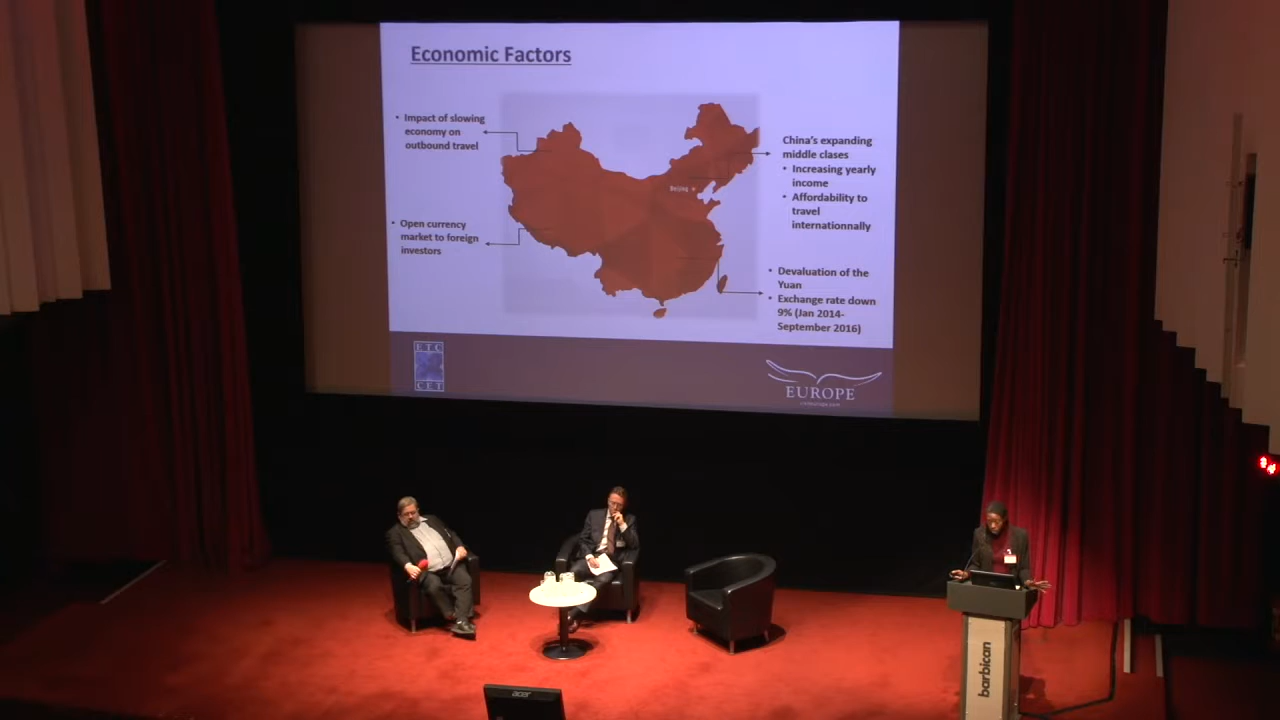 Economic Factors
• Impact of slowing
economy on
outbound travel
• Open currency
market to foreign
investors
Beijing
China's expanding
middle clases
• Increasing yearly
income
• Affordability to
travel
internationnally
• Devaluation of the
Yuan
• Exchange rate down
9% (Jan 2014-
September 2016)
ETC
CET
EUROPE
barbican
acer